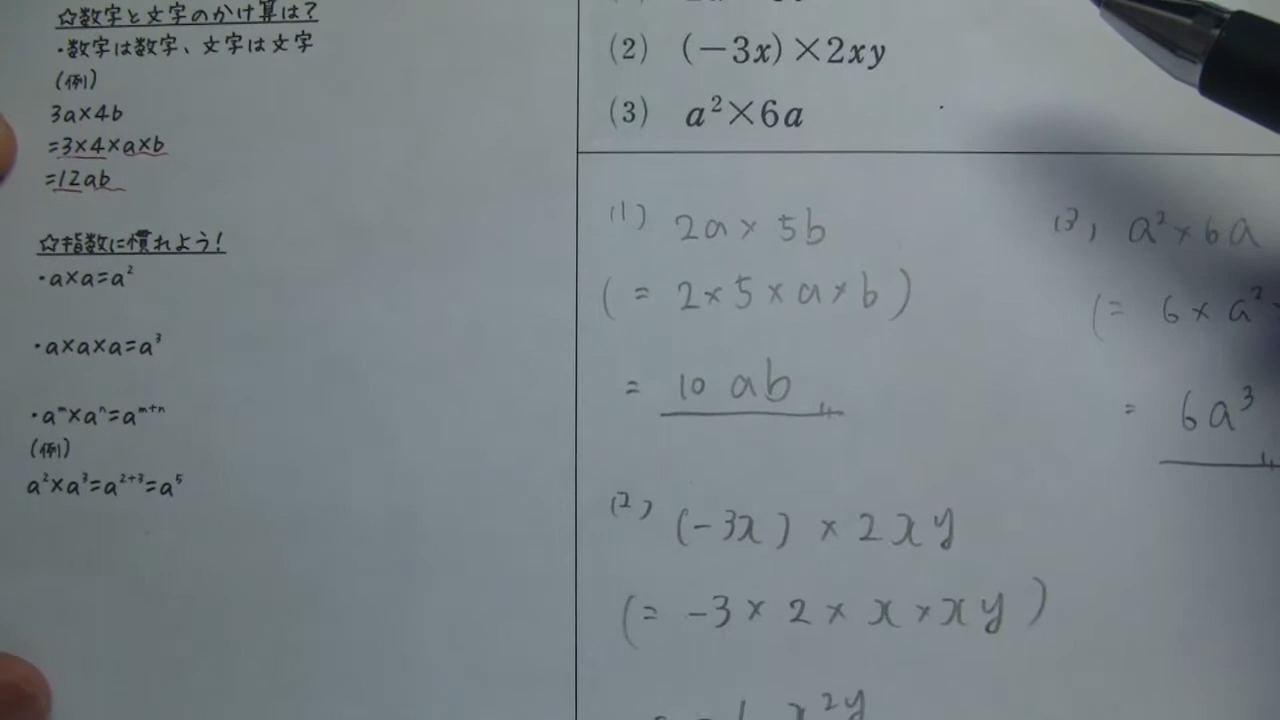 ☆数字と文字のかけ算は?
・数字は数字、文字は文字
(例)
3a×4b
=3×4×a×b
=12ab
☆指数に慣れよう!
・a×a=a²
・a×a×a=a³
・aᵐ×aⁿ=aᵐ⁺ⁿ
(例)
a²×a³=a²⁺³=a⁵
(2) (−3x)×2xy
(3) a²×6a
(1) 2a×5b
(= 2×5×a×b)
= 10ab
(2) (−3x)×2xy
(= −3×2×x×xy)
x²y
(3) a²×6a
(= 6×a²
= 6a³